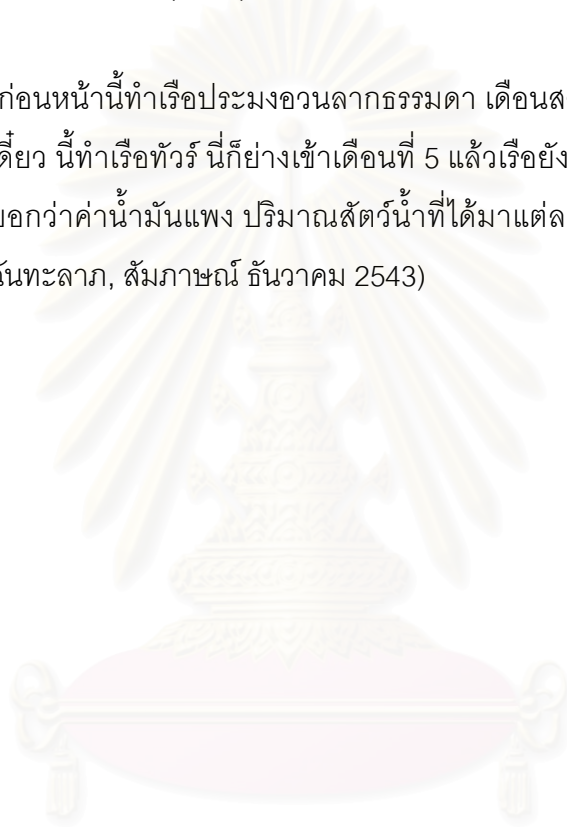 ก่อนหน้านี้ทำเรือประมงอวนลากธรรมดา เดือนส
ดี๋ยว นี้ทำเรือทัวร์ นี่ก็ย่างเข้าเดือนที่ 5 แล้วเรือยัง
บอกว่าค่าน้ำมันแพง ปริมาณสัตว์น้ำที่ได้มาแต่ล
ันทะลาภ, สัมภาษณ์ ธันวาคม 2543)